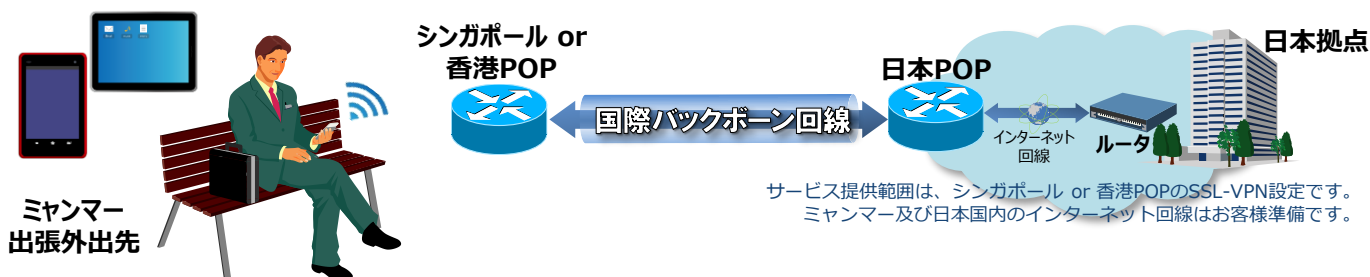 ミャンマー
出張外出先
シンガポール or
香港POP
国際バックボーン回線
日本POP
インターネット
回線
ルータ
日本拠点
サービス提供範囲は、シンガポール or 香港POPのSSL-VPN設定です。
ミャンマー及び日本国内のインターネット回線はお客様準備です。